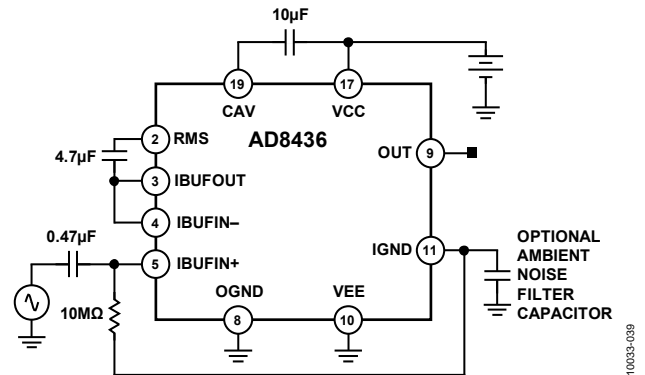 10µF
19
17
CAV
VCC
AD8436
2
RMS
4.7µF
3
IBUFOUT
OUT
9
4
IBUFIN–
0.47µF
5
IBUFIN+
IGND
11
OPTIONAL
AMBIENT
NOISE
FILTER
CAPACITOR
10MΩ
OGND
VEE
8
10
10033-039